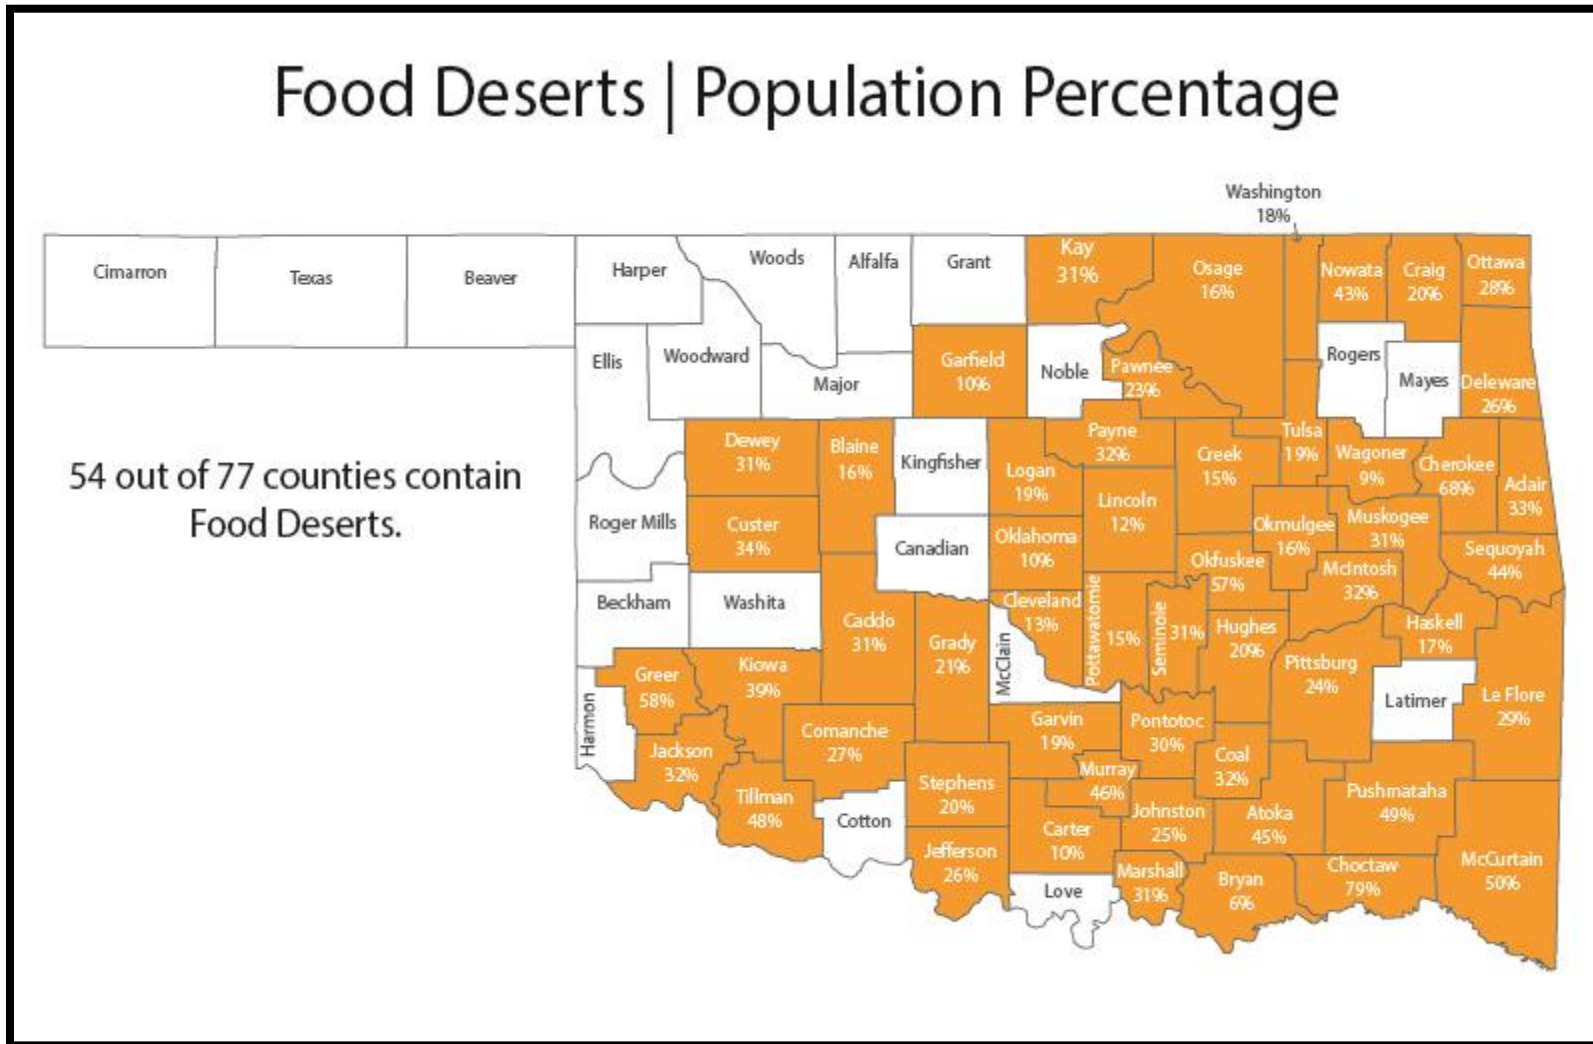 Food Deserts | Population Percentage
Washington
18%
Cimarron
Texas
Beaver
Harper
Woods
Alfalfa
Grant
Kay
31%
Osage
16%
Nowata
43%
Craig
20%
Ottawa
28%
Ellis
Woodward
Major
Garfield
10%
Noble
Pawnee
23%
Rogers
Mayes
Deleware
26%
54 out of 77 counties contain
Food Deserts.
Dewey
31%
Blaine
16%
Kingfisher
Logan
19%
Payne
32%
Creek
15%
Tulsa
19%
Wagoner
9%
Cherokee
68%
Adair
33%
Roger Mills
Custer
34%
Canadian
Oklahoma
10%
Lincoln
12%
Okmulgee
16%
Muskogee
31%
Sequoyah
44%
Okfuskee
57%
McIntosh
32%
Beckham
Washita
Caddo
31%
Grady
21%
Cleveland
13%
McClain
Pottawatomie
15%
Seminole
31%
Hughes
20%
Haskell
17%
Pittsburg
24%
Latimer
Le Flore
29%
Harmon
Greer
58%
Kiowa
39%
Jackson
32%
Comanche
27%
Garvin
19%
Pontotoc
30%
Coal
32%
Tillman
48%
Cotton
Stephens
20%
Murray
46%
Johnston
25%
Atoka
45%
Pushmataha
49%
Jefferson
26%
Carter
10%
Love
Marshall
31%
Bryan
6%
Choctaw
79%
McCurtain
50%